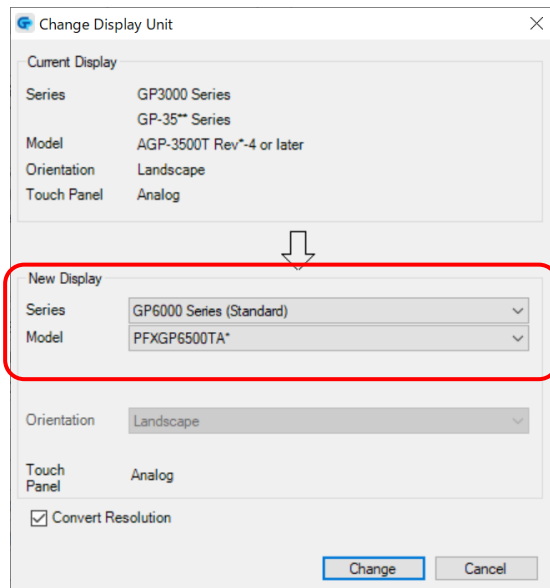 Change Display Unit
Current Display
Series GP3000 Series
GP-35** Series
Model AGP-3500T Rev*-4 or later
Orientation Landscape
Touch Panel Analog
New Display
Series GP6000 Series (Standard)
Model PFXGP6500TA*
Orientation Landscape
Touch
Panel Analog
Convert Resolution
Change Cancel